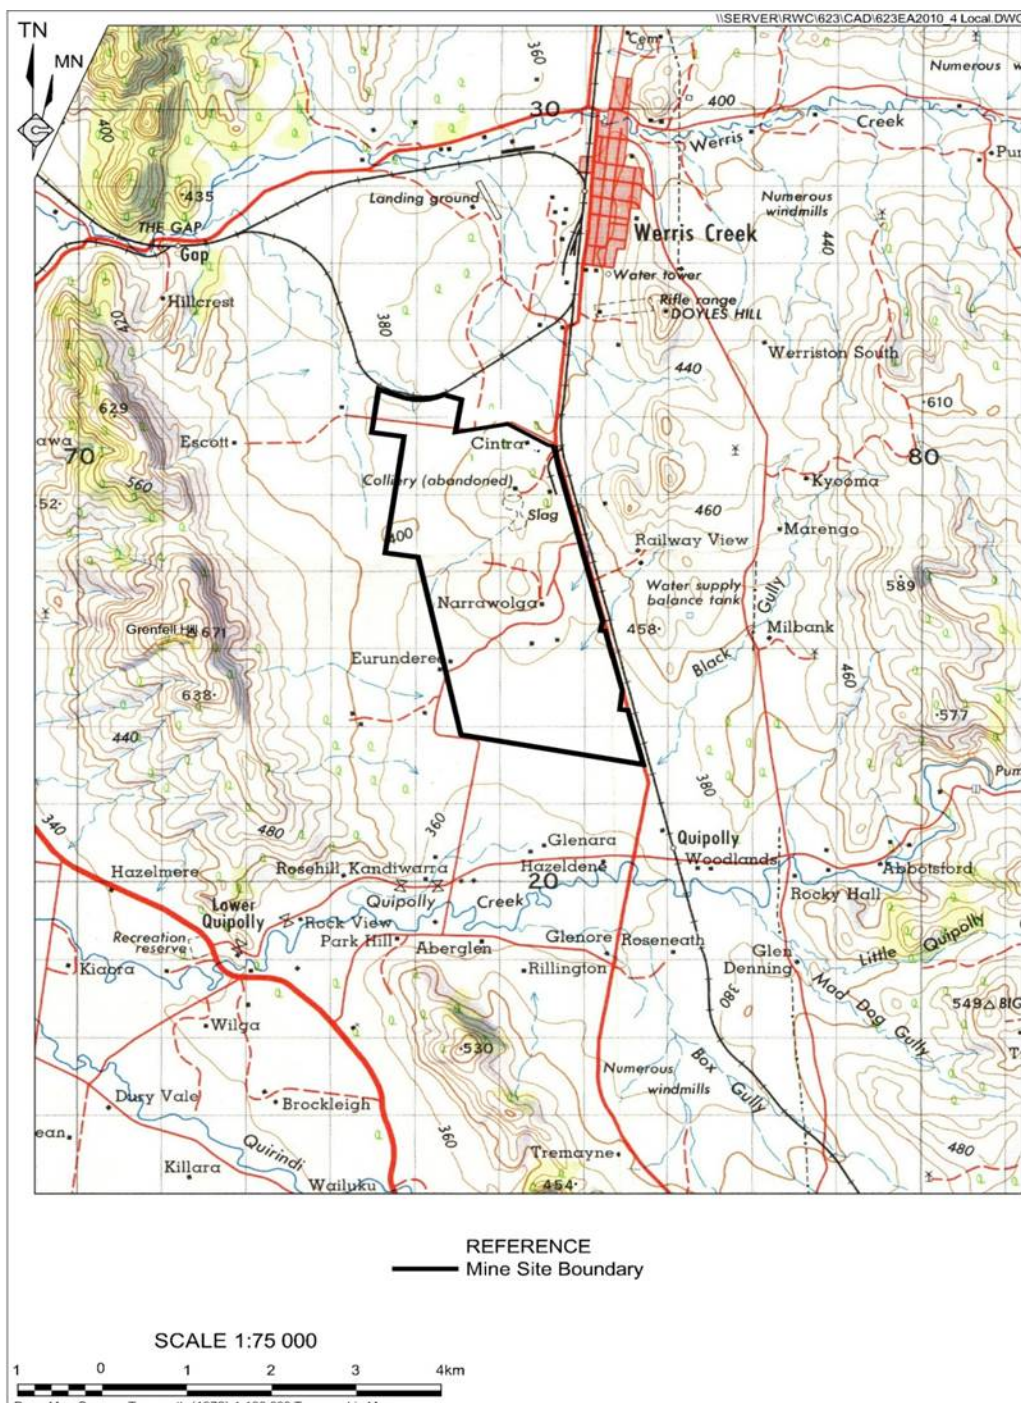 \\SERVER\RWC\623\CAD\623EA2010_4 Local.DWG
TN
MN
Cem
360
Numerous
400
30
Werris
Creek
400
435
Landing ground
Numerous
windmills
THE GAP
Gap
Werris Creek
440
Water tower
Hillcrest
Rifle range
DOYLES HILL
420
380
Werriston South
440
629
610
Escott
Cintra
70
80
560
Colliery (abandoned)
Kyooma
52
Slag
460
Marengo
400
Railway View
589
Water supply
balance tank
Gully
Narrawolga
Grenfell Hill 671
458
Milbank
Eurunderee
Black
460
638
577
440
380
Pum
480
360
340
Quipolly
Glenara
Hazelmere
Rosehill
Kandiwarra
Hazeldene
Woodlands
Abbotsford
20
Rocky Hall
Lower
Quipolly
Quipolly
Creek
Rock View
Recreation
reserve
Park Hill
Aberglen
Glenore
Roseneath
Glen
Denning
Little Quipolly
Kiaora
Rillington
380
Mad Dog Gully
549
BIG
Wilga
530
Box Gully
Numerous
windmills
Dury Vale
Brockleigh
ean
360
480
Quirindi
Tremayne
Killara
Wailuku
454
REFERENCE
Mine Site Boundary
SCALE 1:75 000
1 0 1 2 3 4km